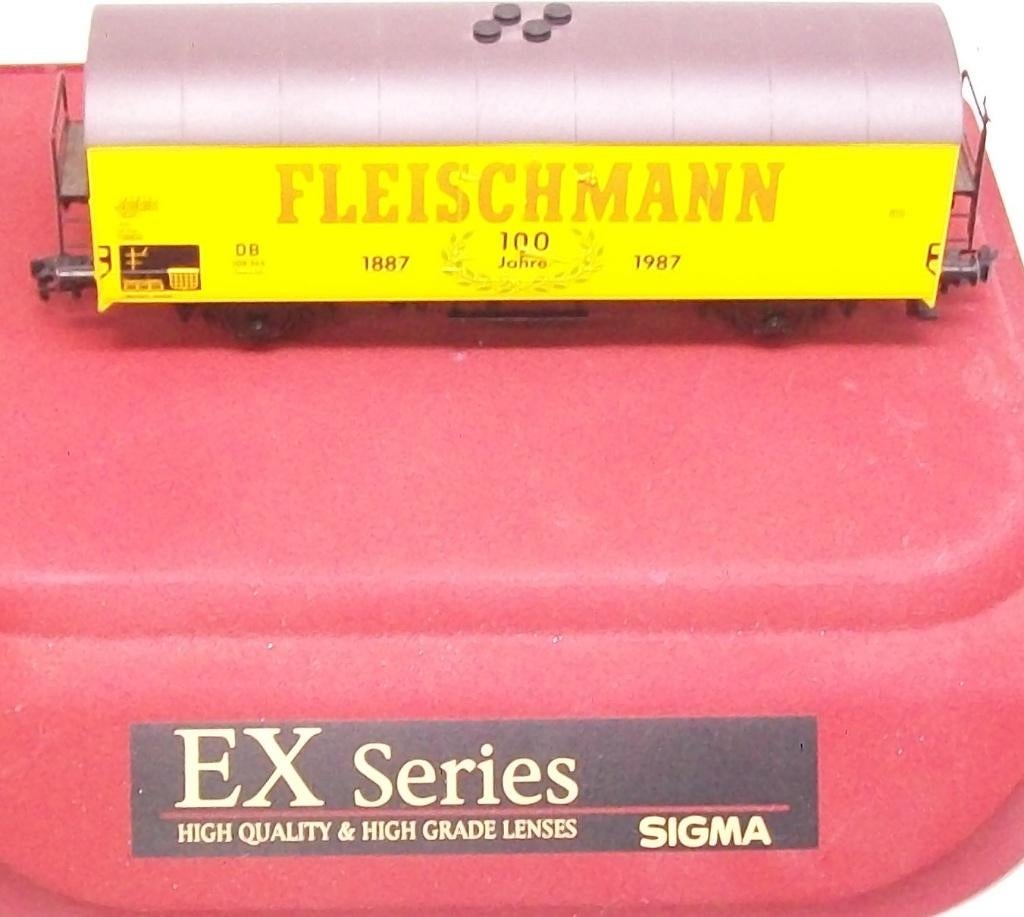 FLEISCHMANN
100
Jahre
1887 1987
DB
EX Series
HIGH QUALITY & HIGH GRADE LENSES
SIGMA